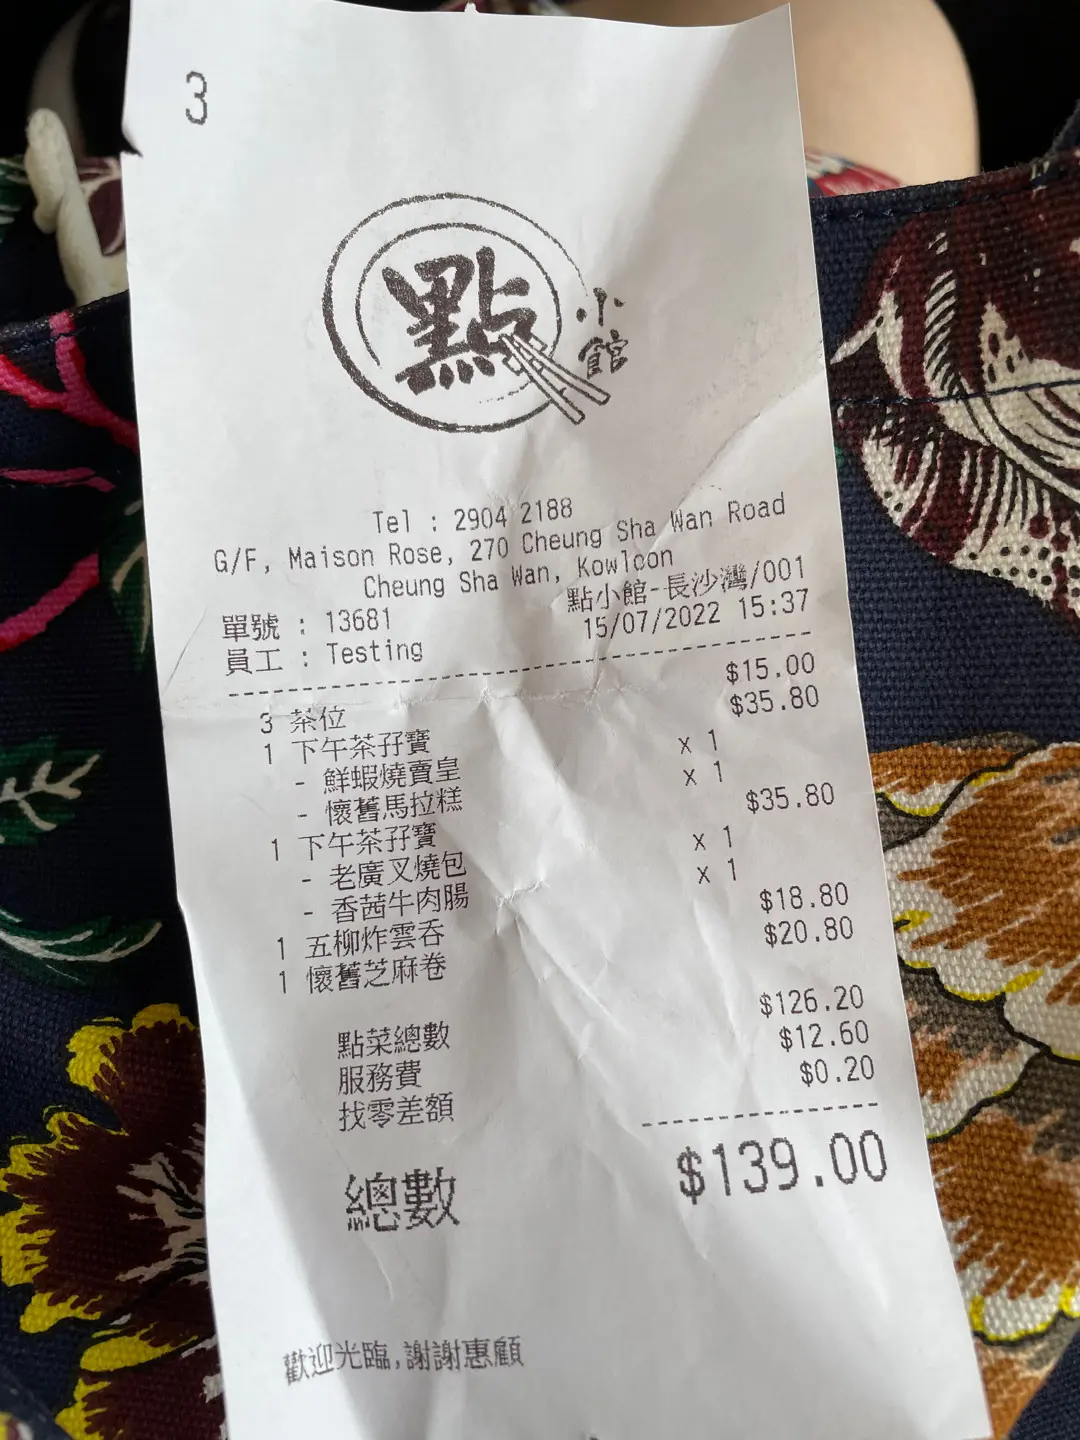 3
點
小館
Tel : 2904 2188
G/F, Maison Rose, 270 Cheung Sha Wan Road
Cheung Sha Wan, Kowloon
點小館-長沙灣/001
單號 : 13681 15/07/2022 15:37
員工 : Testing
3 茶位 $15.00
1 下午茶孖寶 $35.80
- 鮮蝦燒賣皇 x 1
- 懷舊馬拉糕 x 1
1 下午茶孖寶 $35.80
- 老廣叉燒包 x 1
- 香茜牛肉腸 x 1
1 五柳炸雲吞 $18.80
1 懷舊芝麻卷 $20.80
點菜總數 $126.20
服務費 $12.60
找零差額 $0.20
總數 $139.00
歡迎光臨,謝謝惠顧